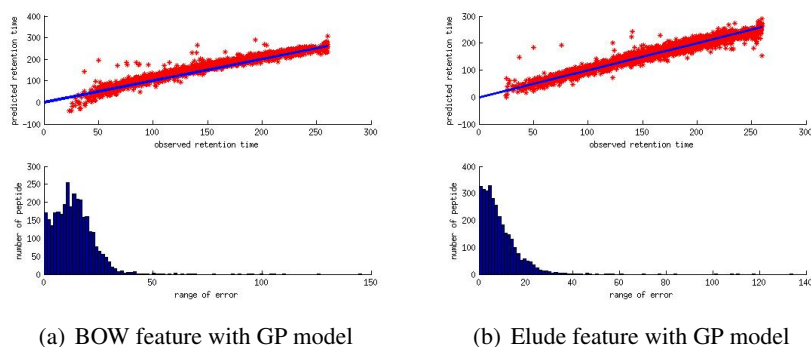 400
300
200
100
0
-100
0 50 100 150 200 250 300
predicted retention time
observed retention time
300
250
200
150
100
50
0
0 50 100 150
number of peptide
range of error
(a) BOW feature with GP model
300
200
100
0
-100
0 50 100 150 200 250 300
predicted retention time
observed retention time
400
300
200
100
0
0 20 40 60 80 100 120 140
number of peptide
range of error
(b) Elude feature with GP model